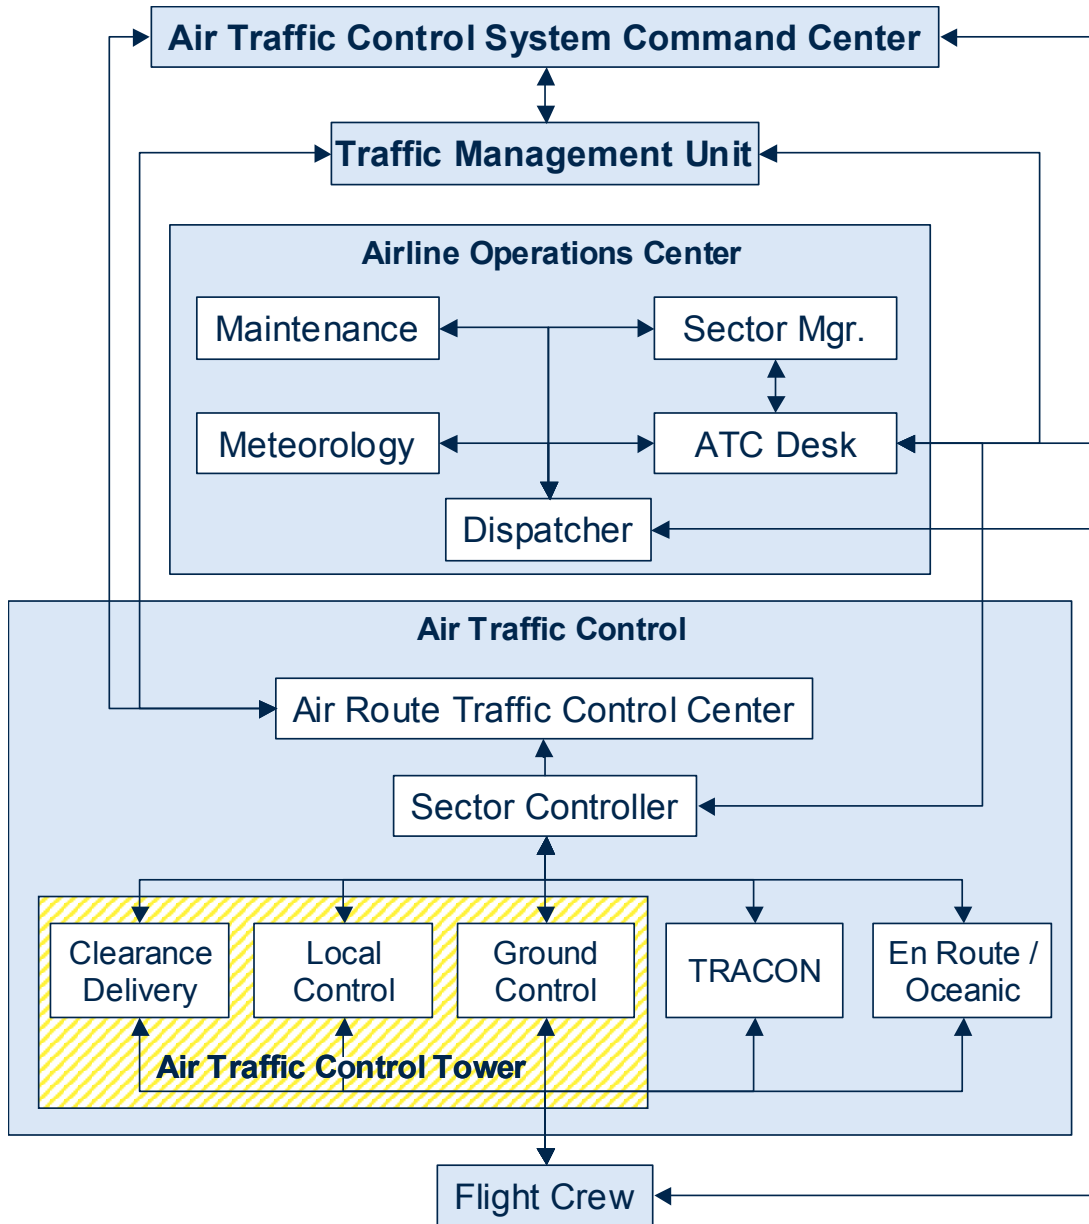 Air Traffic Control System Command Center
Traffic Management Unit
Airline Operations Center
Maintenance
Sector Mgr.
Meteorology
ATC Desk
Dispatcher
Air Traffic Control
Air Route Traffic Control Center
Sector Controller
Clearance
Delivery
Local
Control
Ground
Control
TRACON
En Route /
Oceanic
Air Traffic Control Tower
Flight Crew